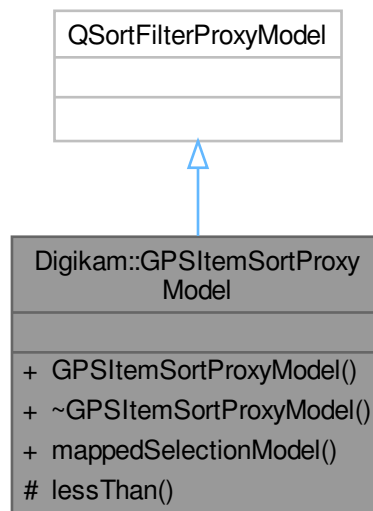 QSortFilterProxyModel
Digikam::GPSItemSortProxy
Model
+ GPSItemSortProxyModel()
+ ~GPSItemSortProxyModel()
+ mappedSelectionModel()
# lessThan()